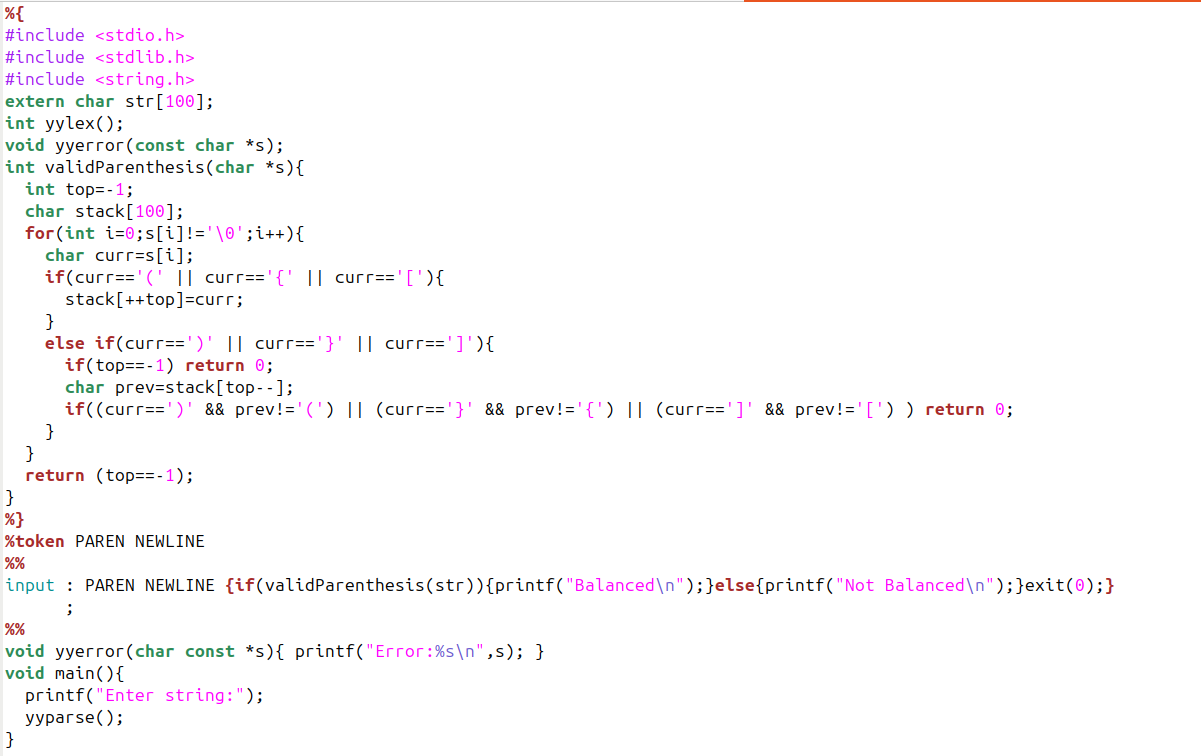 %{
#include <stdio.h>
#include <stdlib.h>
#include <string.h>
extern char str[100];
int yylex();
void yyerror(const char *s);
int validParenthesis(char *s){
  int top=-1;
  char stack[100];
  for(int i=0;s[i]!='\0';i++){
    char curr=s[i];
    if(curr=='(' || curr=='{' || curr=='['){
      stack[++top]=curr;
    }
    else if(curr==')' || curr=='}' || curr==']'){
      if(top==-1) return 0;
      char prev=stack[top--];
      if((curr==')' && prev!='(') || (curr=='}' && prev!='{') || (curr==']' && prev!='[') ) return 0;
    }
  }
  return (top==-1);
}
%}
%token PAREN NEWLINE
%%
input : PAREN NEWLINE {if(validParenthesis(str)){printf("Balanced\n");}else{printf("Not Balanced\n");}exit(0);}
      ;
%%
void yyerror(char const *s){ printf("Error:%s\n",s); }
void main(){
  printf("Enter string:");
  yyparse();
}